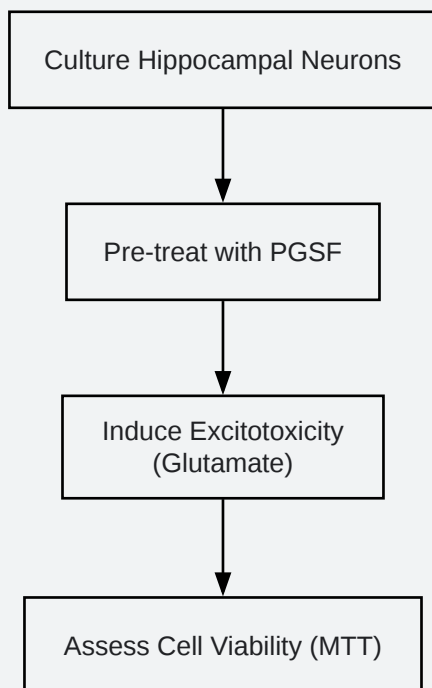 Culture Hippocampal Neurons
Pre-treat with PGSF
Induce Excitotoxicity
(Glutamate)
Assess Cell Viability (MTT)